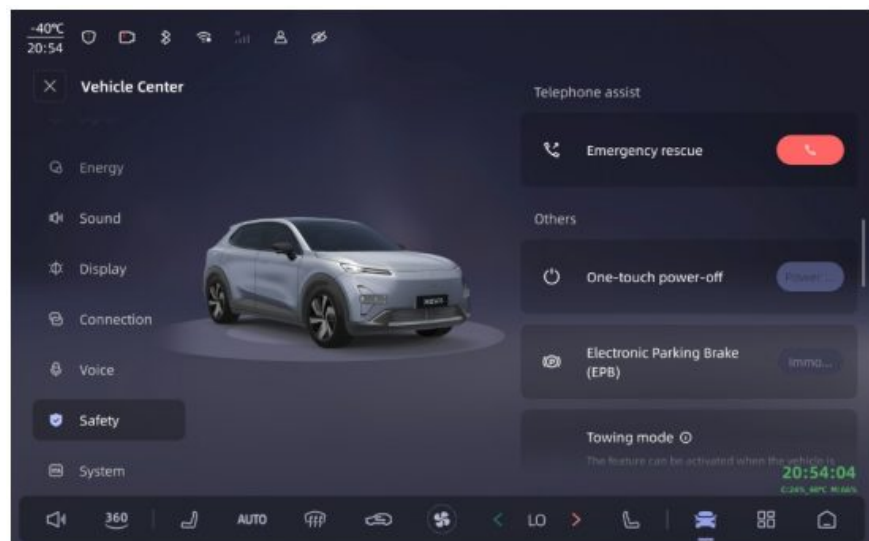 -40℃
20:54
Vehicle Center
Energy
Sound
Display
Connection
Voice
Safety
System
Telephone assist
Emergency rescue
Others
One-touch power-off
Power...
Electronic Parking Brake
(EPB)
Immo...
Towing mode
The feature can be activated when the vehicle is
20:54:04
360
AUTO
LO